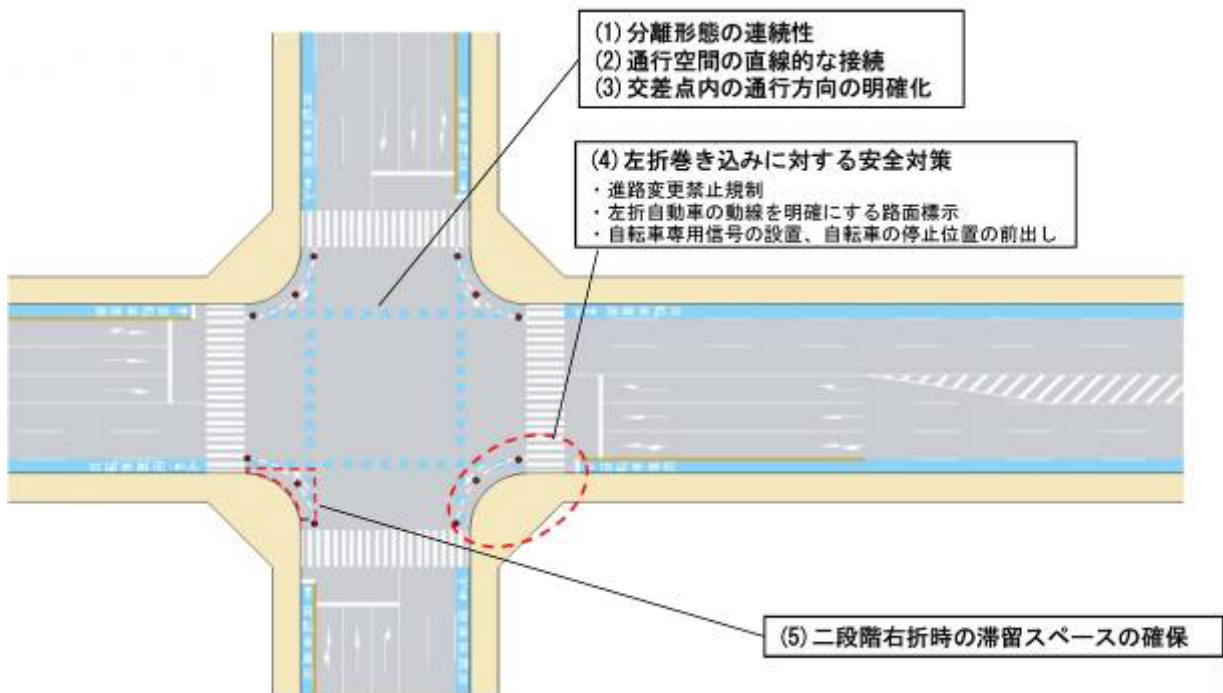 (1) 分離形態の連続性
(2) 通行空間の直線的な接続
(3) 交差点内の通行方向の明確化
(4) 左折巻き込みに対する安全対策
・進路変更禁止規制
・左折自動車の動線を明確にする路面標示
・自転車専用信号の設置、自転車の停止位置の前出し
(5) 二段階右折時の滞留スペースの確保